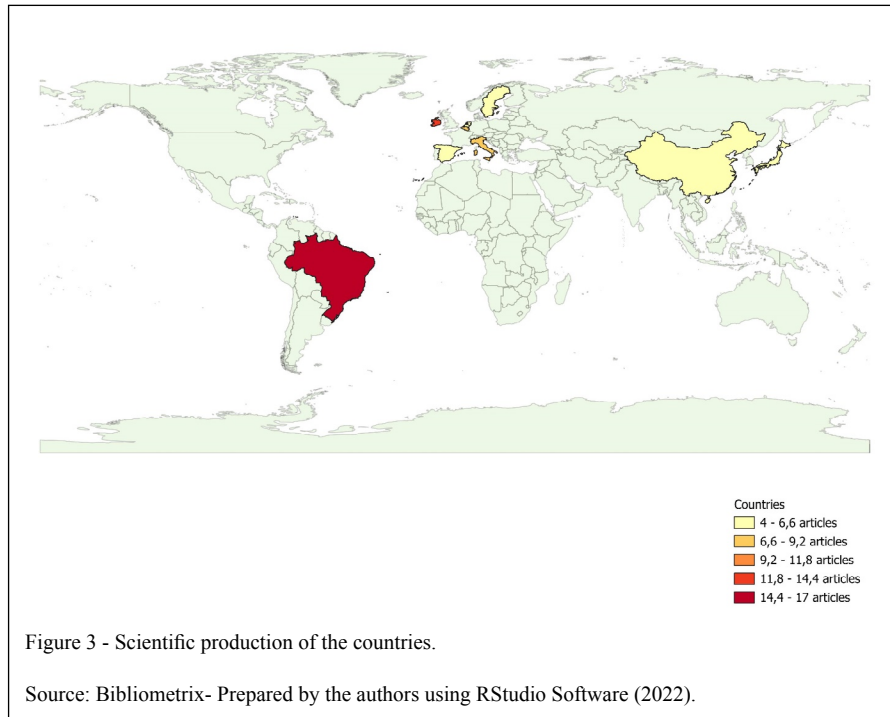 Countries
4 - 6,6 articles
6,6 - 9,2 articles
9,2 - 11,8 articles
11,8 - 14,4 articles
14,4 - 17 articles
Figure 3 - Scientific production of the countries.
Source: Bibliometrix- Prepared by the authors using RStudio Software (2022).